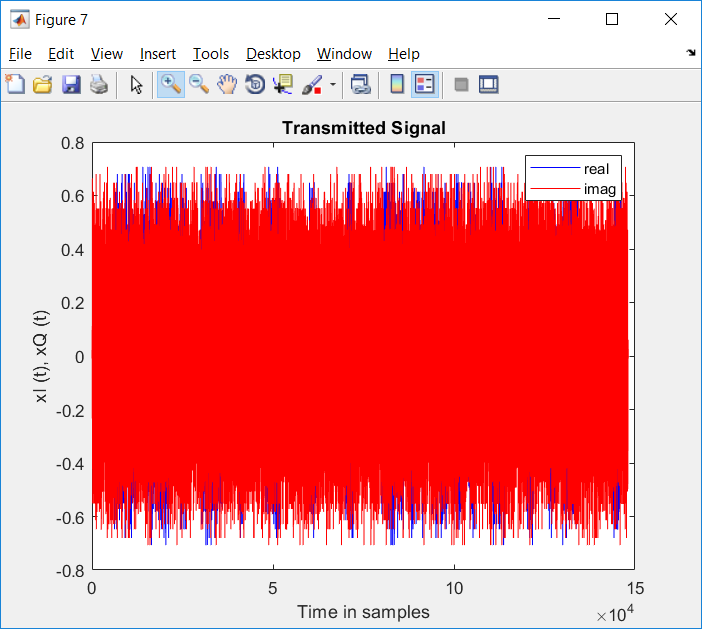 Figure 7
File Edit View Insert Tools Desktop Window Help
Transmitted Signal
real
imag
0.8
0.6
0.4
0.2
0
-0.2
-0.4
-0.6
-0.8
xI (t), xQ (t)
0 5 10 15
Time in samples
×10⁴